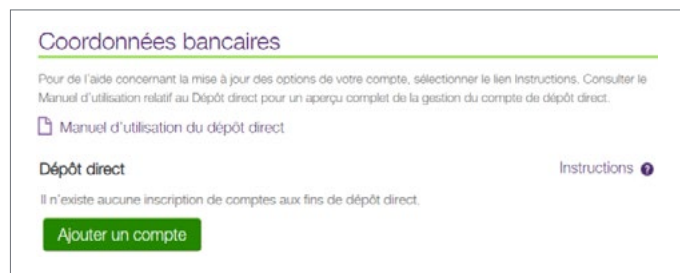 Coordonnées bancaires
Pour de l'aide concernant la mise à jour des options de votre compte, sélectionner le lien Instructions. Consulter le
Manuel d'utilisation relatif au Dépôt direct pour un aperçu complet de la gestion du compte de dépôt direct.
Manuel d'utilisation du dépôt direct
Dépôt direct
Instructions ?
Il n'existe aucune inscription de comptes aux fins de dépôt direct.
Ajouter un compte